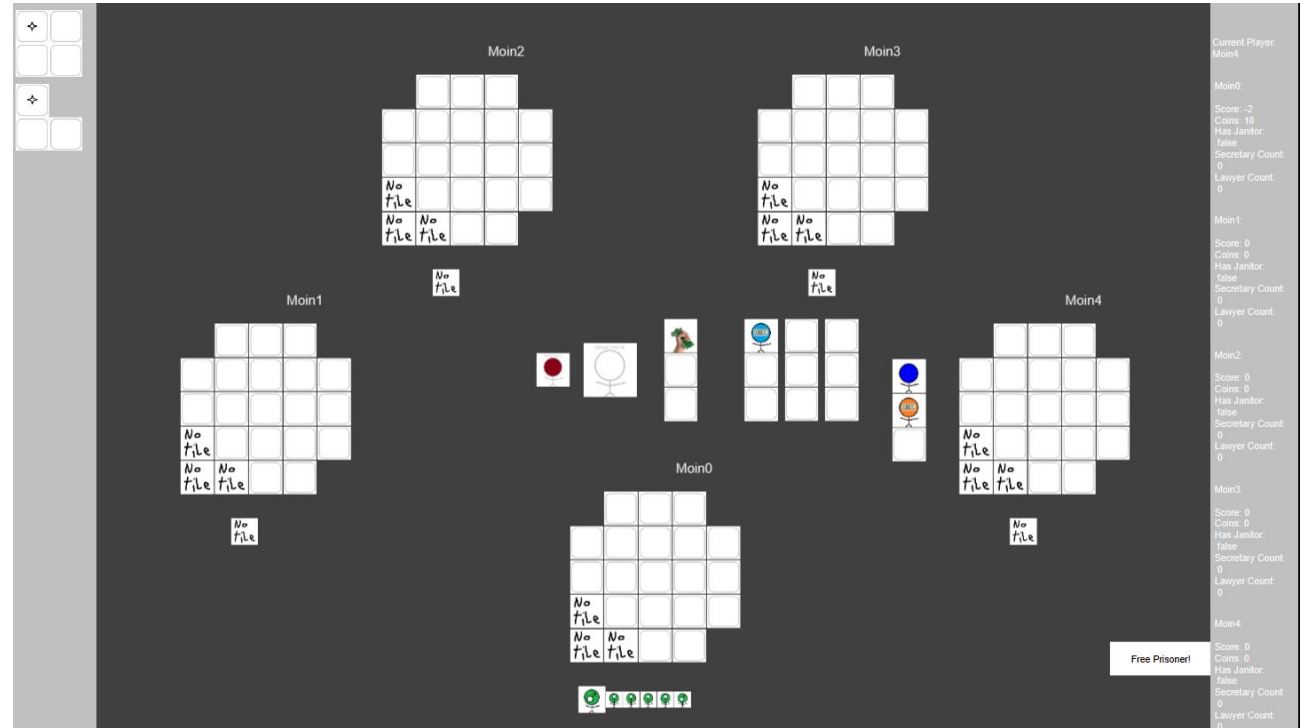 Moin2
Moin3
No tile
No tile
No tile
No tile
No tile
No tile
No tile
No tile
Moin1
Moin4
No tile
No tile
No tile
No tile
No tile
No tile
No tile
No tile
Moin0
No tile
No tile
No tile
Free Prisoner!
Current Player:
Moin4
Moin0:
Score: -2
Coins: 10
Has Janitor:
false
Secretary Count:
0
Lawyer Count:
0
Moin1:
Score: 0
Coins: 0
Has Janitor:
false
Secretary Count:
0
Lawyer Count:
0
Moin2:
Score: 0
Coins: 0
Has Janitor:
false
Secretary Count:
0
Lawyer Count:
0
Moin3:
Score: 0
Coins: 0
Has Janitor:
false
Secretary Count:
0
Lawyer Count:
0
Moin4:
Score: 0
Coins: 0
Has Janitor:
false
Secretary Count:
0
Lawyer Count:
0